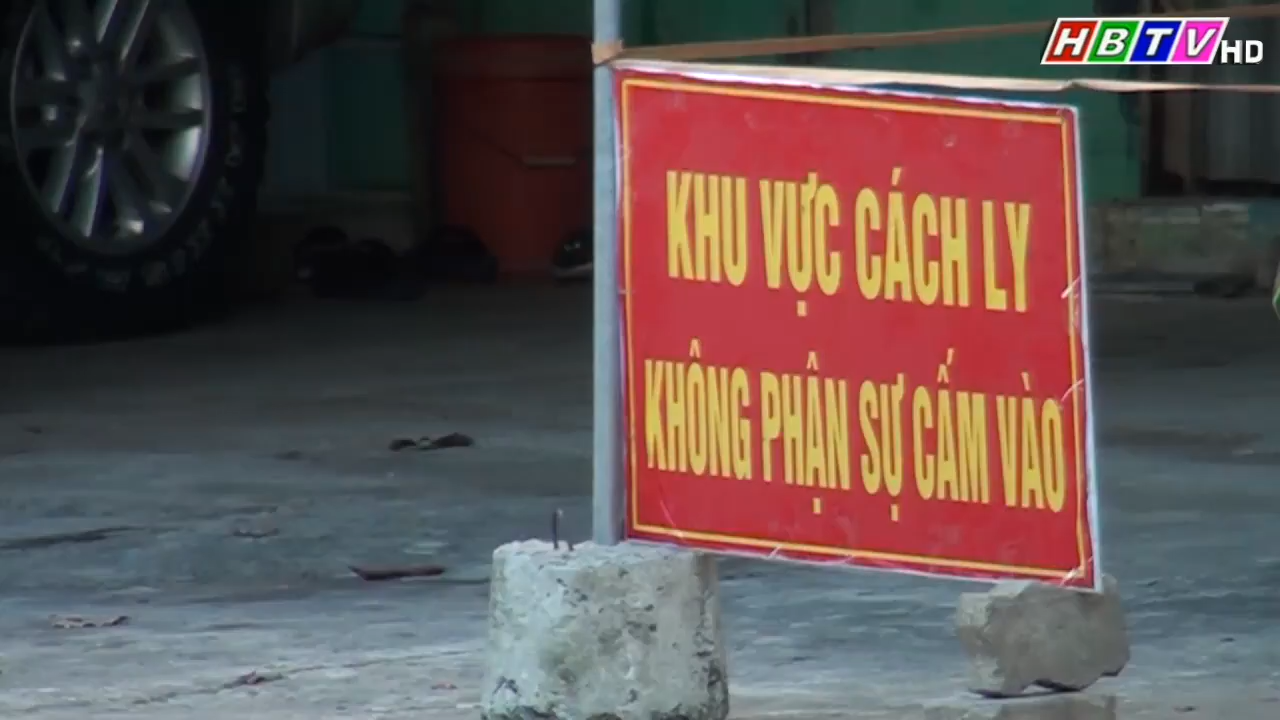 HBTV HD
KHU VỰC CÁCH LY
KHÔNG PHẬN SỰ CẤM VÀO